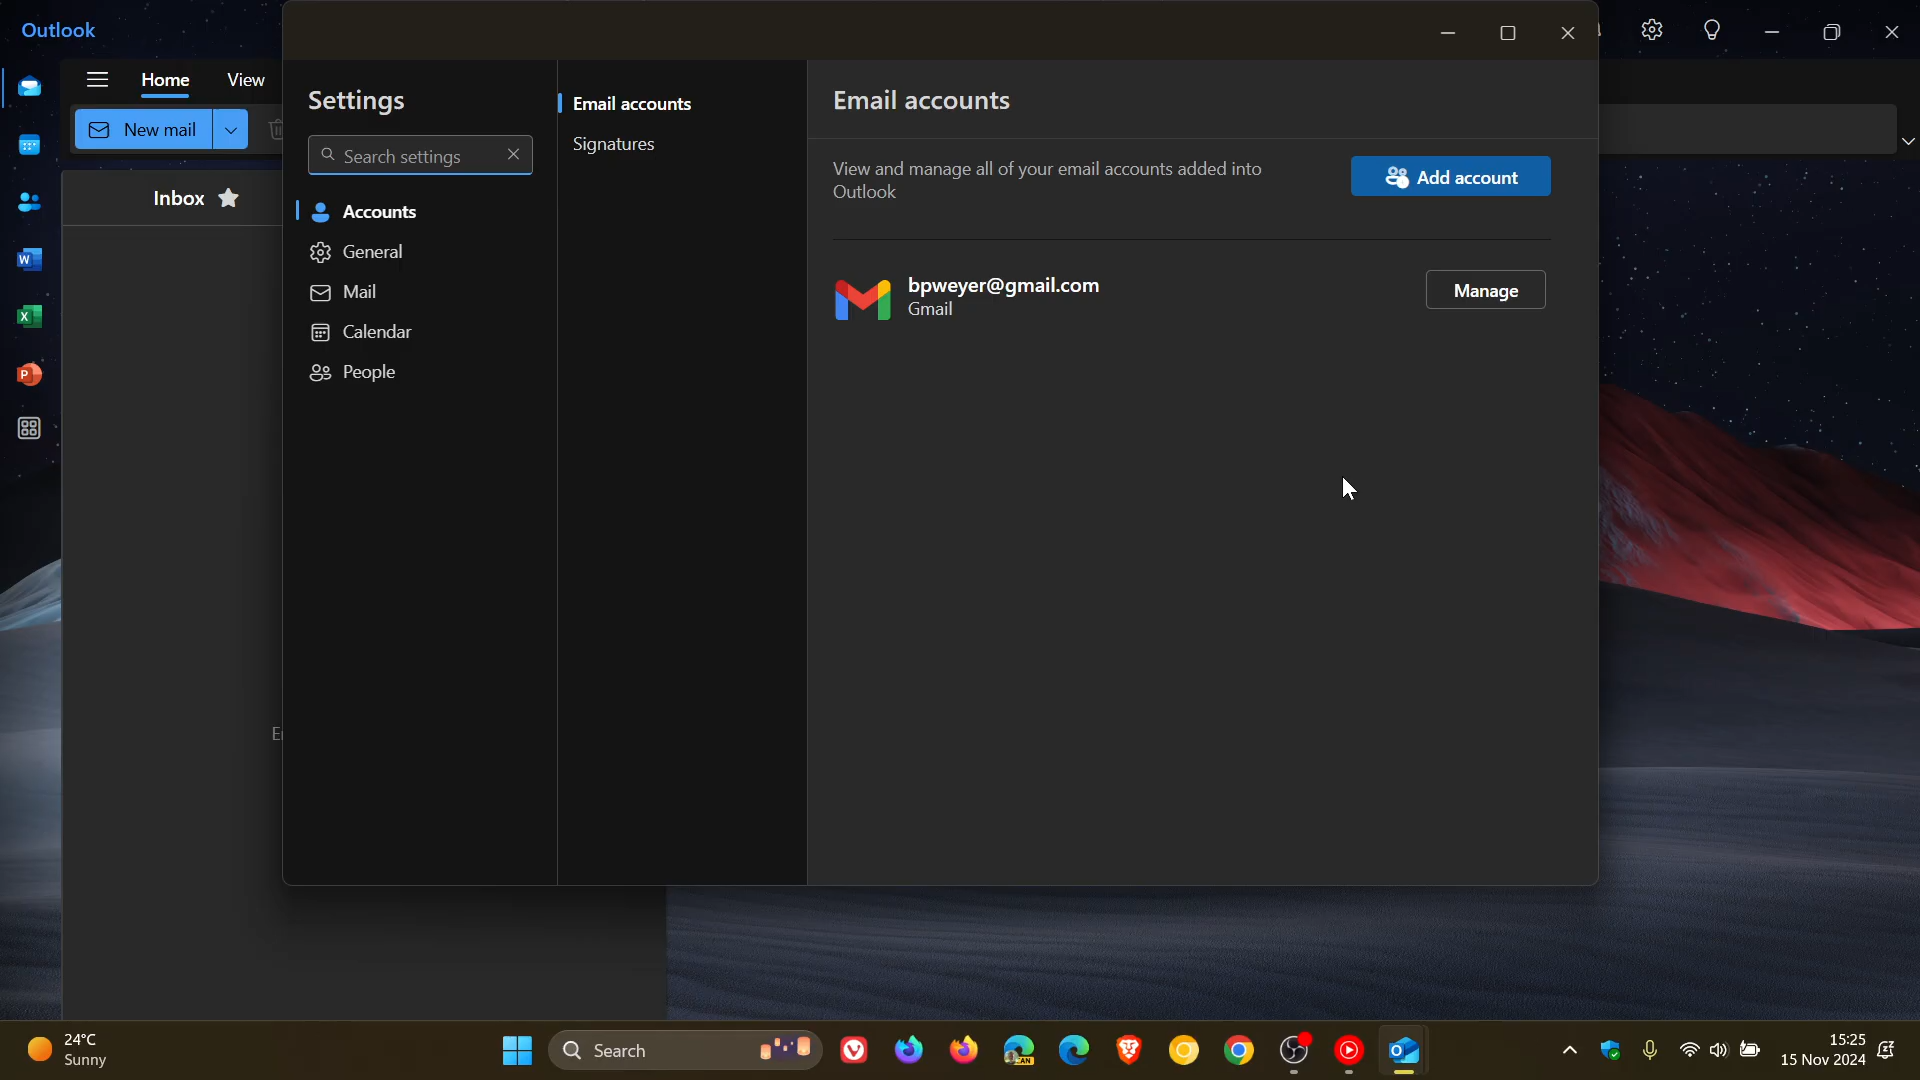 Outlook
Home
View
New mail
Inbox
Settings
Search settings
Accounts
General
Mail
Calendar
People
Email accounts
Signatures
Email accounts
View and manage all of your email accounts added into
Outlook
Add account
bpweyer@gmail.com
Gmail
Manage
24°C
Sunny
Search
15:25
15 Nov 2024